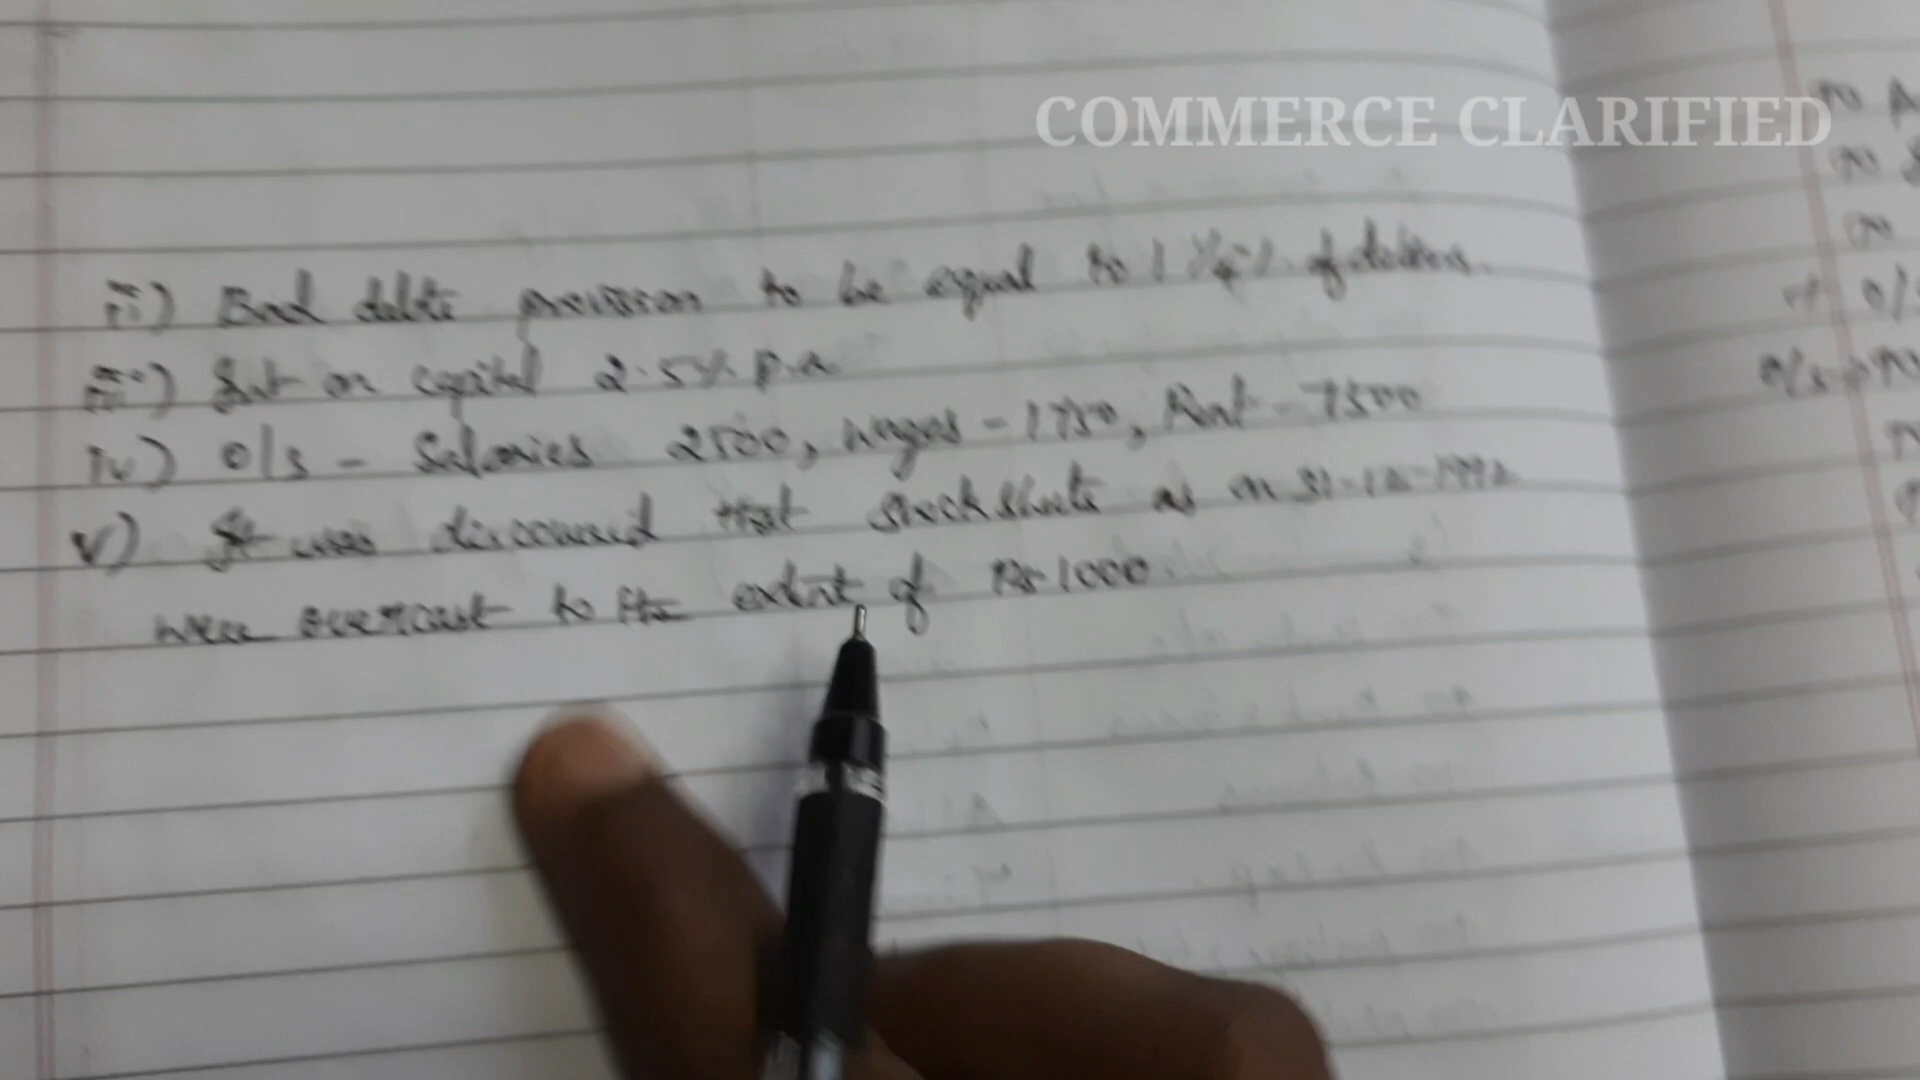 COMMERCE CLARIFIED
ii) Bad debts provision to be equal to 1 1/4 % of debtors.
iii) Int on capital 2.5% p.a
iv) o/s - Salaries 2500, wages - 1750, Rent - 7500
v) It was discovered that stock sheets as on 31-12-1992
were overcast to the extent of Rs 1000.